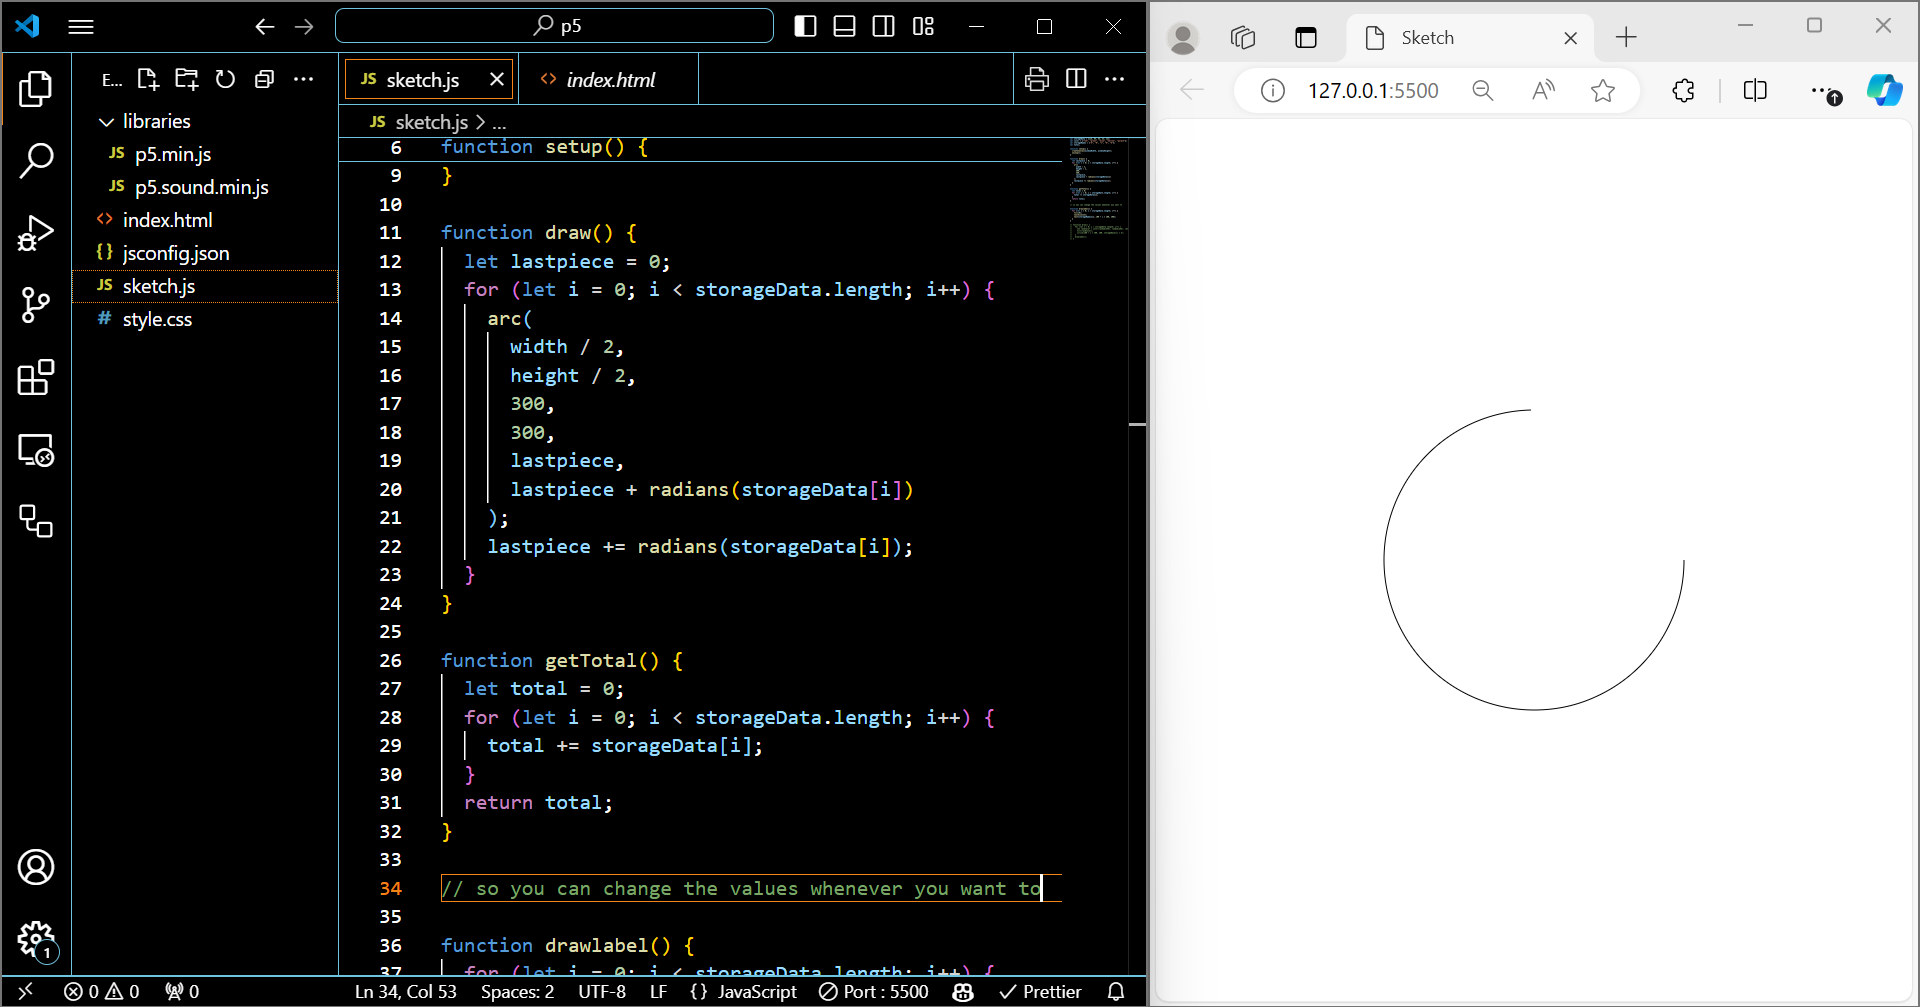 p5
Sketch
E...
JS sketch.js
<> index.html
127.0.0.1:5500
libraries
JS sketch.js > ...
JS p5.min.js
JS p5.sound.min.js
<> index.html
{} jsconfig.json
JS sketch.js
# style.css
6 function setup() {
9 }
10
11 function draw() {
12 let lastpiece = 0;
13 for (let i = 0; i < storageData.length; i++) {
14 arc(
15 width / 2,
16 height / 2,
17 300,
18 300,
19 lastpiece,
20 lastpiece + radians(storageData[i])
21 );
22 lastpiece += radians(storageData[i]);
23 }
24 }
25
26 function getTotal() {
27 let total = 0;
28 for (let i = 0; i < storageData.length; i++) {
29 total += storageData[i];
30 }
31 return total;
32 }
33
34 // so you can change the values whenever you want to
35
36 function drawlabel() {
37 for (let i = 0; i < storageData.length; i++) {
1
0 0 0 Ln 34, Col 53 Spaces: 2 UTF-8 LF {} JavaScript Port : 5500 Prettier